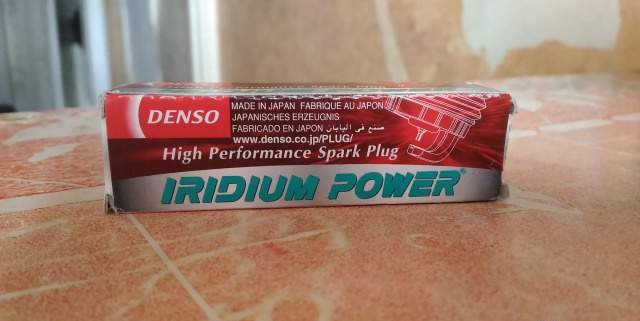 DENSO
MADE IN JAPAN FABRIQUE AU JAPON
JAPANISCHES ERZEUGNIS
FABRICADO EN JAPON صنع في اليابان
www.denso.co.jp/PLUG/
High Performance Spark Plug
IRIDIUM POWER®